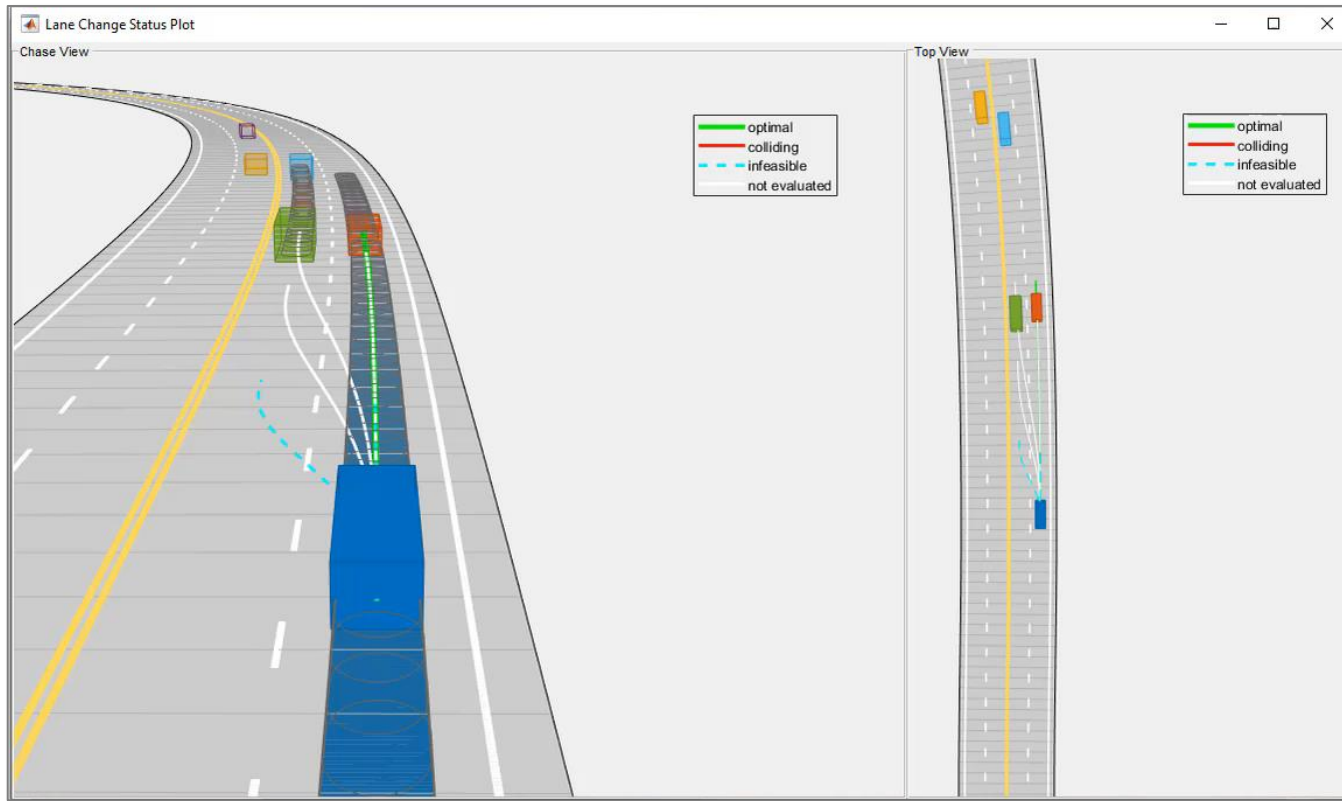 Lane Change Status Plot
Chase View
optimal
colliding
infeasible
not evaluated
Top View
optimal
colliding
infeasible
not evaluated